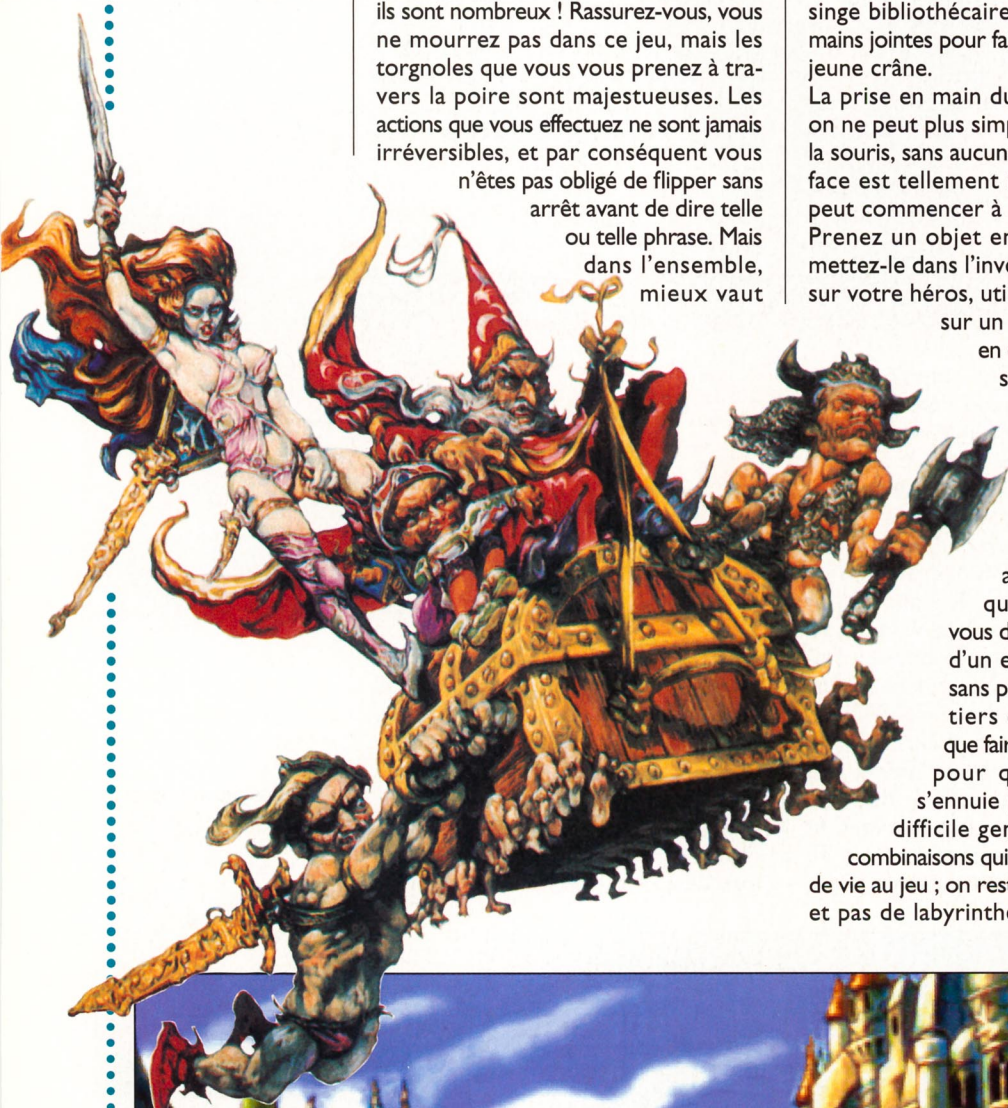 ils sont nombreux ! Rassurez-vous, vous
ne mourrez pas dans ce jeu, mais les
torgnoles que vous vous prenez à tra-
vers la poire sont majestueuses. Les
actions que vous effectuez ne sont jamais
irréversibles, et par conséquent vous
n'êtes pas obligé de flipper sans
arrêt avant de dire telle
ou telle phrase. Mais
dans l'ensemble,
mieux vaut
singe bibliothécaire
mains jointes pour fa
jeune crâne.
La prise en main du
on ne peut plus simp
la souris, sans aucun
face est tellement
peut commencer à
Prenez un objet en
mettez-le dans l'inve
sur votre héros, uti
sur un
en
s
a
qu
vous d
d'un e
sans p
tiers
que fair
pour q
s'ennuie
difficile ger
combinaisons qui
de vie au jeu ; on rest
et pas de labyrinthe